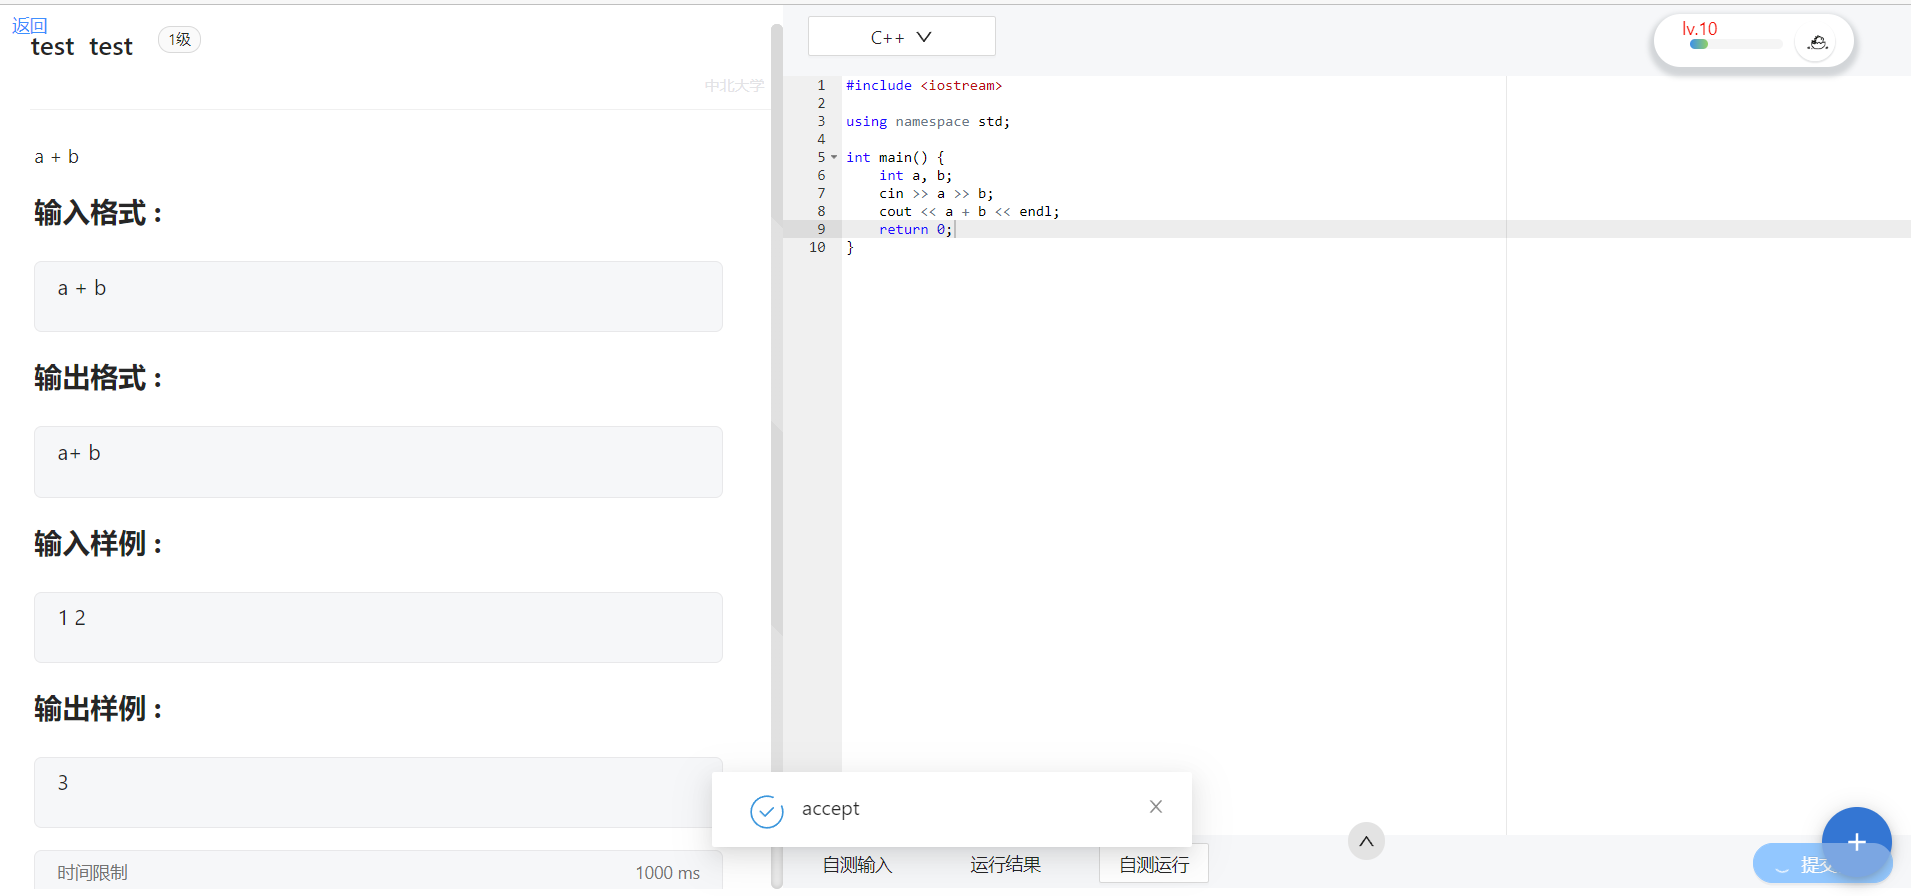 返回
test test 1级
中北大学
a + b
输入格式 :
a + b
输出格式 :
a+ b
输入样例 :
1 2
输出样例 :
3
时间限制 1000 ms
C++
lv.10
1 #include <iostream>
2
3 using namespace std;
4
5 int main() {
6 int a, b;
7 cin >> a >> b;
8 cout << a + b << endl;
9 return 0;
10 }
accept
自测输入 运行结果 自测运行
提交